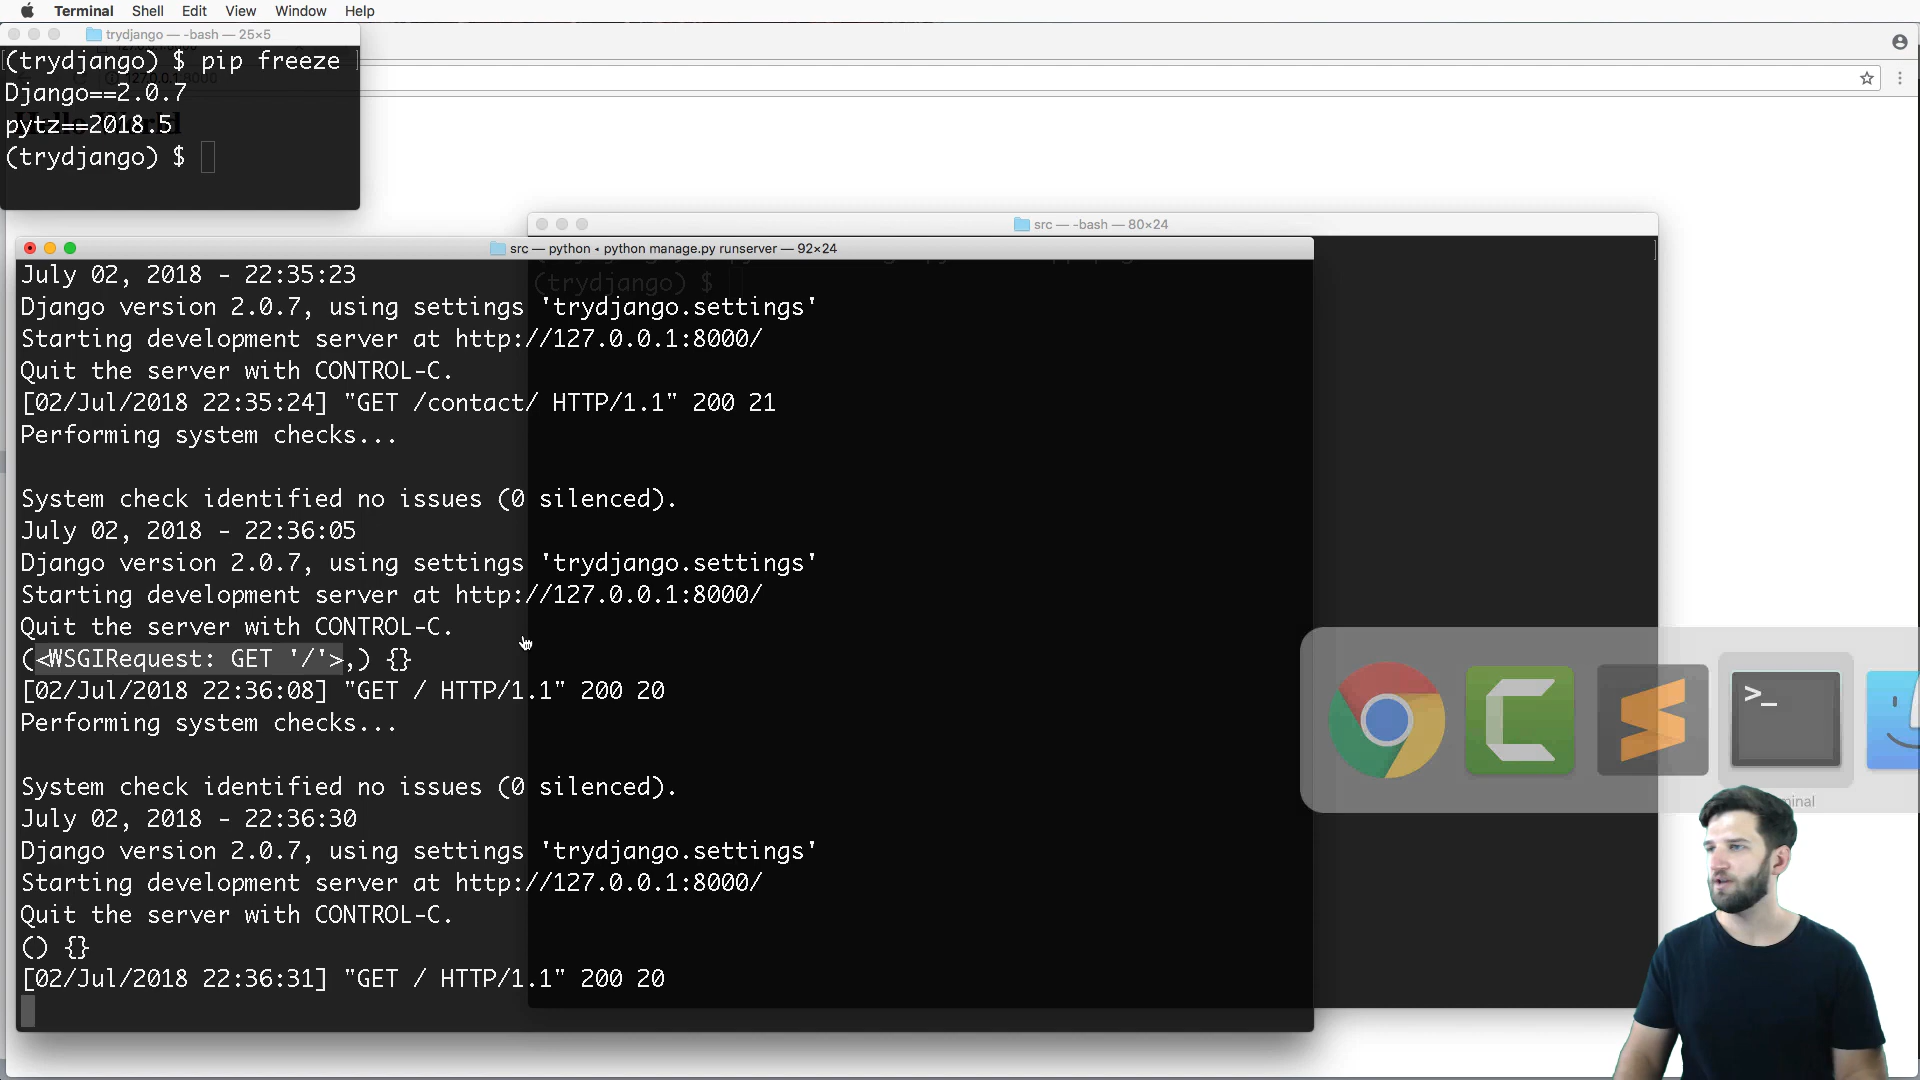 Terminal Shell Edit View Window Help
trydjango — -bash — 25×5
(trydjango) $ pip freeze
Django==2.0.7
pytz==2018.5
(trydjango) $
src — -bash — 80×24
src — python ◂ python manage.py runserver — 92×24
(trydjango) $
July 02, 2018 - 22:35:23
Django version 2.0.7, using settings 'trydjango.settings'
Starting development server at http://127.0.0.1:8000/
Quit the server with CONTROL-C.
[02/Jul/2018 22:35:24] "GET /contact/ HTTP/1.1" 200 21
Performing system checks...
System check identified no issues (0 silenced).
July 02, 2018 - 22:36:05
Django version 2.0.7, using settings 'trydjango.settings'
Starting development server at http://127.0.0.1:8000/
Quit the server with CONTROL-C.
(<WSGIRequest: GET '/'>,) {}
[02/Jul/2018 22:36:08] "GET / HTTP/1.1" 200 20
Performing system checks...
System check identified no issues (0 silenced).
July 02, 2018 - 22:36:30
Django version 2.0.7, using settings 'trydjango.settings'
Starting development server at http://127.0.0.1:8000/
Quit the server with CONTROL-C.
() {}
[02/Jul/2018 22:36:31] "GET / HTTP/1.1" 200 20